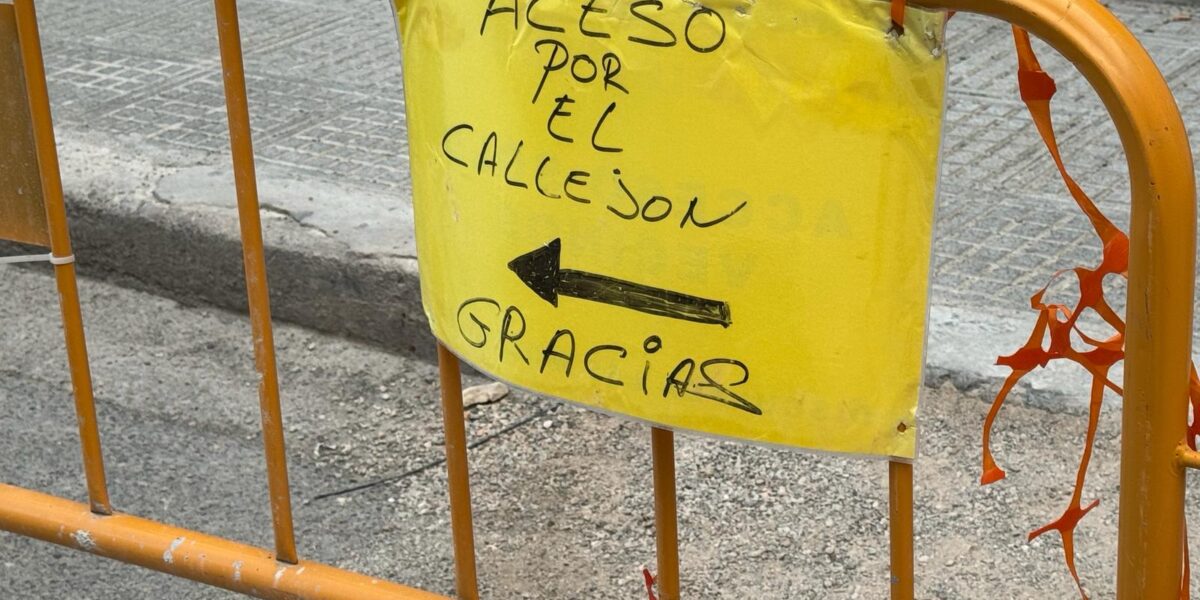 ACESO
POR
EL
CALLEJON
GRACIAS